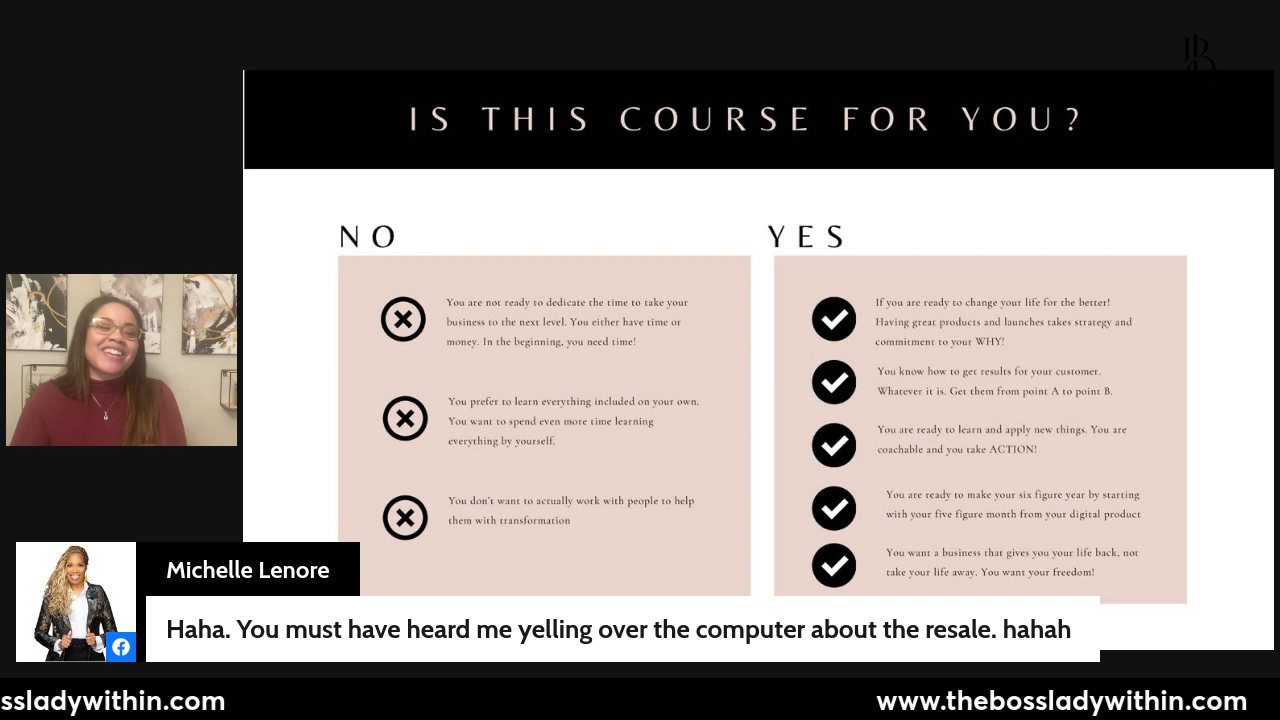 IS THIS COURSE FOR YOU?
NO
You are not ready to dedicate the time to take your
business to the next level. You either have time or
money. In the beginning, you need time!
You prefer to learn everything included on your own.
You want to spend even more time learning
everything by yourself.
You don't want to actually work with people to help
them with transformation
YES
If you are ready to change your life for the better!
Having great products and launches takes strategy and
commitment to your WHY!
You know how to get results for your customer.
Whatever it is. Get them from point A to point B.
You are ready to learn and apply new things. You are
coachable and you take ACTION!
You are ready to make your six figure year by starting
with your five figure month from your digital product
You want a business that gives you your life back, not
take your life away. You want your freedom!
Michelle Lenore
Haha. You must have heard me yelling over the computer about the resale. hahah
ssladywithin.com
www.thebossladywithin.com